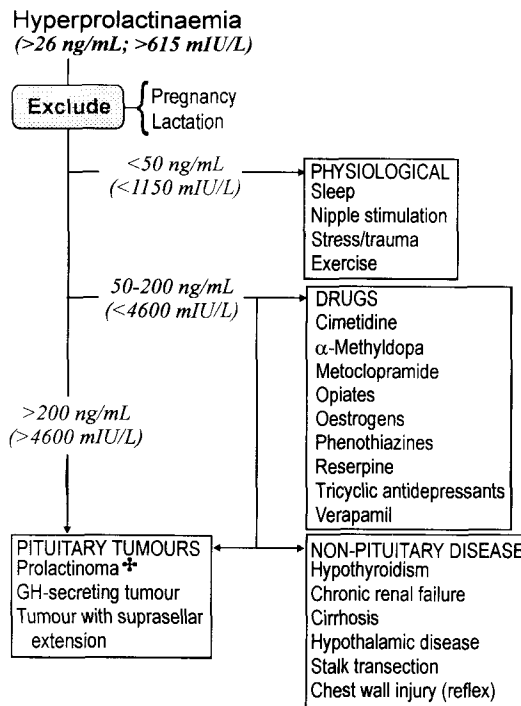 Hyperprolactinaemia
(>26 ng/mL; >615 mIU/L)
Exclude
Pregnancy
Lactation
<50 ng/mL
(<1150 mIU/L)
PHYSIOLOGICAL
Sleep
Nipple stimulation
Stress/trauma
Exercise
50-200 ng/mL
(<4600 mIU/L)
DRUGS
Cimetidine
α-Methyldopa
Metoclopramide
Opiates
Oestrogens
Phenothiazines
Reserpine
Tricyclic antidepressants
Verapamil
>200 ng/mL
(>4600 mIU/L)
PITUITARY TUMOURS
Prolactinoma✣
GH-secreting tumour
Tumour with suprasellar
extension
NON-PITUITARY DISEASE
Hypothyroidism
Chronic renal failure
Cirrhosis
Hypothalamic disease
Stalk transection
Chest wall injury (reflex)